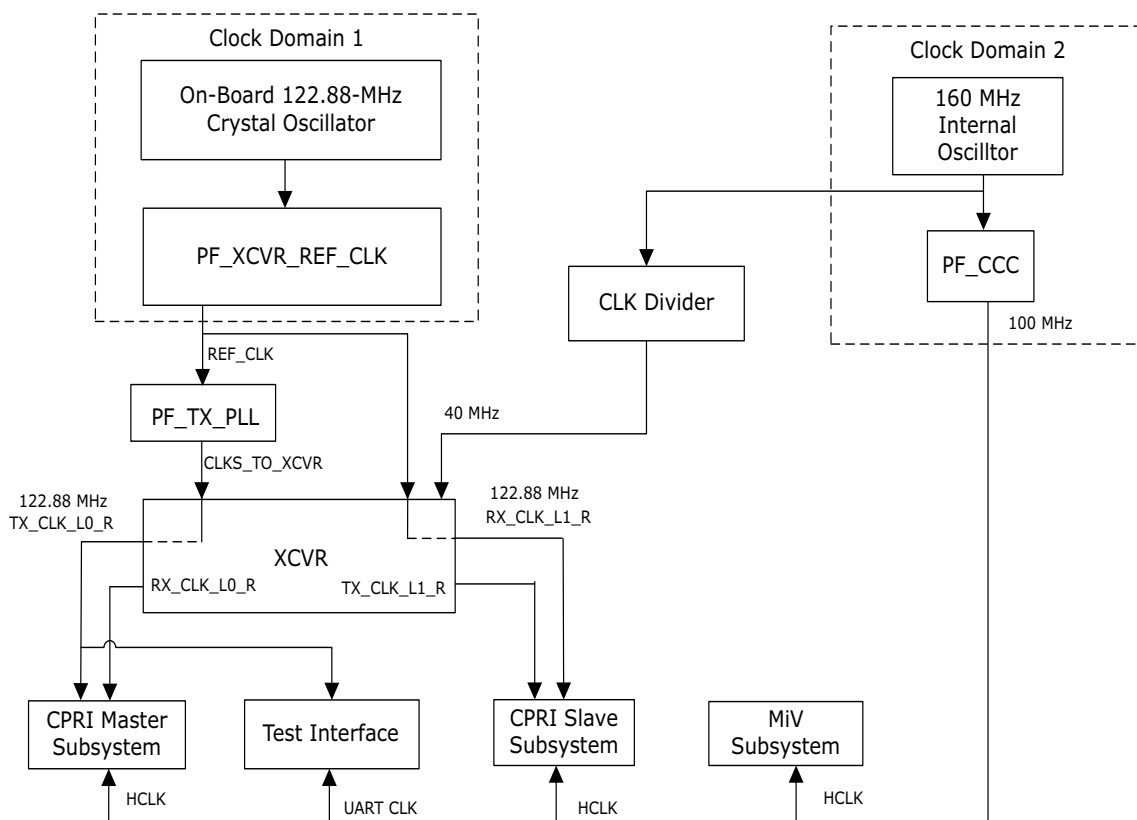 Clock Domain 1
On-Board 122.88-MHz
Crystal Oscillator
PF_XCVR_REF_CLK
Clock Domain 2
160 MHz
Internal
Oscilltor
PF_CCC
100 MHz
CLK Divider
REF_CLK
PF_TX_PLL
40 MHz
CLKS_TO_XCVR
122.88 MHz
TX_CLK_L0_R
122.88 MHz
RX_CLK_L1_R
XCVR
RX_CLK_L0_R
TX_CLK_L1_R
CPRI Master
Subsystem
Test Interface
CPRI Slave
Subsystem
MiV
Subsystem
HCLK
UART CLK
HCLK
HCLK